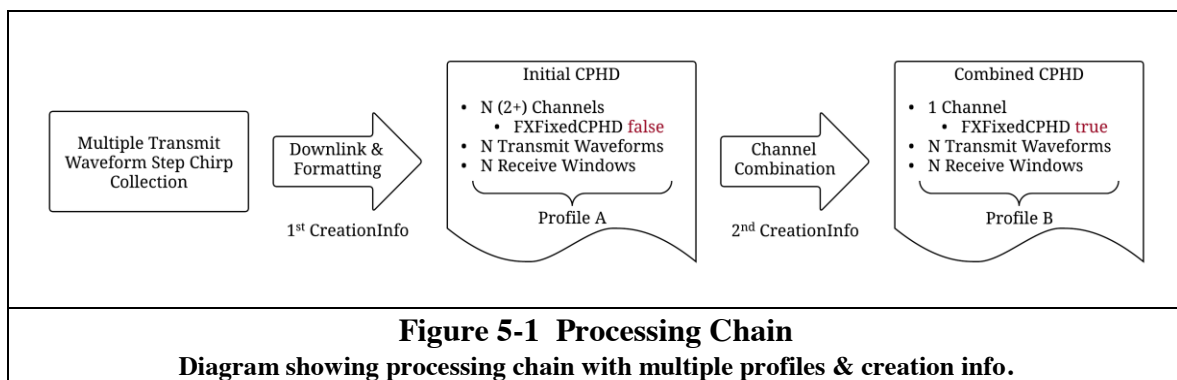 Multiple Transmit
Waveform Step Chirp
Collection
Downlink &
Formatting
1st CreationInfo
Initial CPHD
• N (2+) Channels
• FXFixedCPHD false
• N Transmit Waveforms
• N Receive Windows
Profile A
Channel
Combination
2nd CreationInfo
Combined CPHD
• 1 Channel
• FXFixedCPHD true
• N Transmit Waveforms
• N Receive Windows
Profile B
Figure 5-1 Processing Chain
Diagram showing processing chain with multiple profiles & creation info.